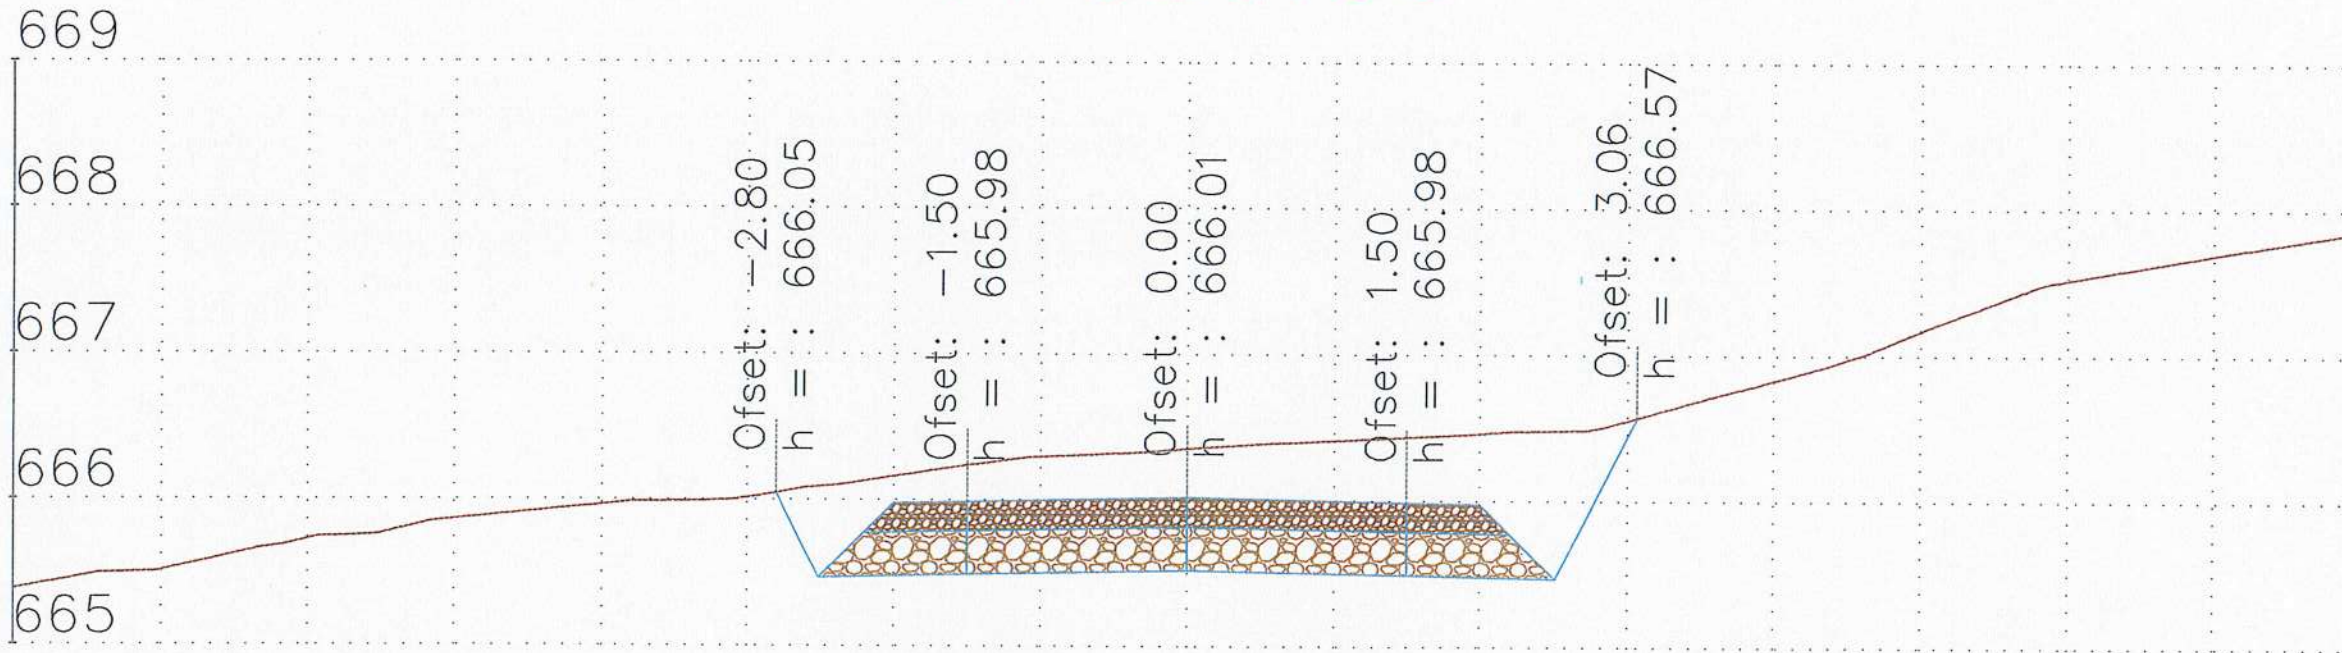 669
668
667
666
665
Ofset: -2.80
h = : 666.05
Ofset: -1.50
h = : 665.98
Ofset: 0.00
h = : 666.01
Ofset: 1.50
h = : 665.98
Ofset: 3.06
h = : 666.57